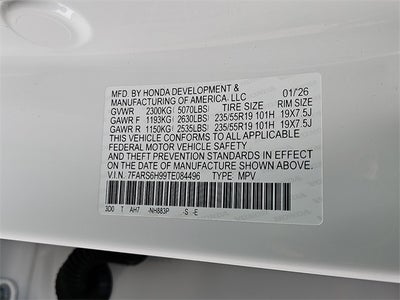 MFD. BY HONDA DEVELOPMENT & 01/26
MANUFACTURING OF AMERICA, LLC
GVWR 2300KG( 5070LBS) TIRE SIZE RIM SIZE
GAWR F 1193KG( 2630LBS) 235/55R19 101H 19X7.5J
GAWR R 1150KG( 2535LBS) 235/55R19 101H 19X7.5J
THIS VEHICLE CONFORMS TO ALL APPLICABLE
FEDERAL MOTOR VEHICLE SAFETY
AND THEFT PREVENTION STANDARDS IN EFFECT ON THE
DATE OF MANUFACTURE SHOWN ABOVE.
V.I.N. 7FARS6H99TE084496 TYPE MPV
3D0 T AH7 -NH883P -S -E